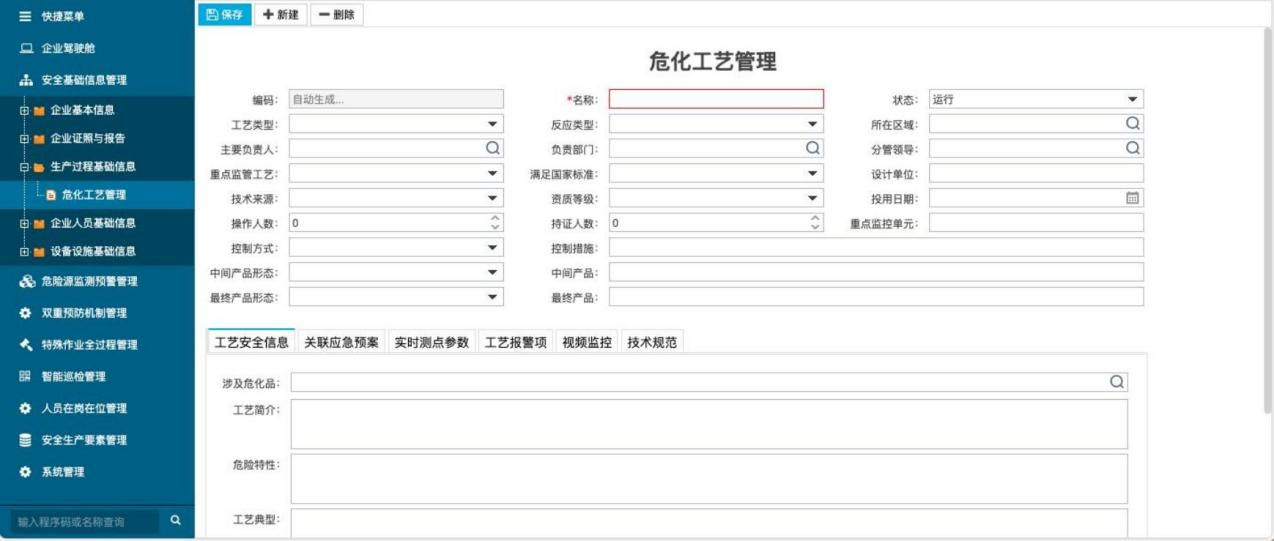 快捷菜单
企业驾驶舱
安全基础信息管理
企业基本信息
企业证照与报告
生产过程基础信息
危化工艺管理
企业人员基础信息
设备设施基础信息
危险源监测预警管理
双重预防机制管理
特殊作业全过程管理
智能巡检管理
人员在岗在位管理
安全生产要素管理
系统管理
输入程序码或名称查询
保存 新建 删除
危化工艺管理
编码: 自动生成... *名称: 状态: 运行
工艺类型: 反应类型: 所在区域:
主要负责人: 负责部门: 分管领导:
重点监管工艺: 满足国家标准: 设计单位:
技术来源: 资质等级: 投用日期:
操作人数: 0 持证人数: 0 重点监控单元:
控制方式: 控制措施:
中间产品形态: 中间产品:
最终产品形态: 最终产品:
工艺安全信息 关联应急预案 实时测点参数 工艺报警项 视频监控 技术规范
涉及危化品:
工艺简介:
危险特性:
工艺典型: